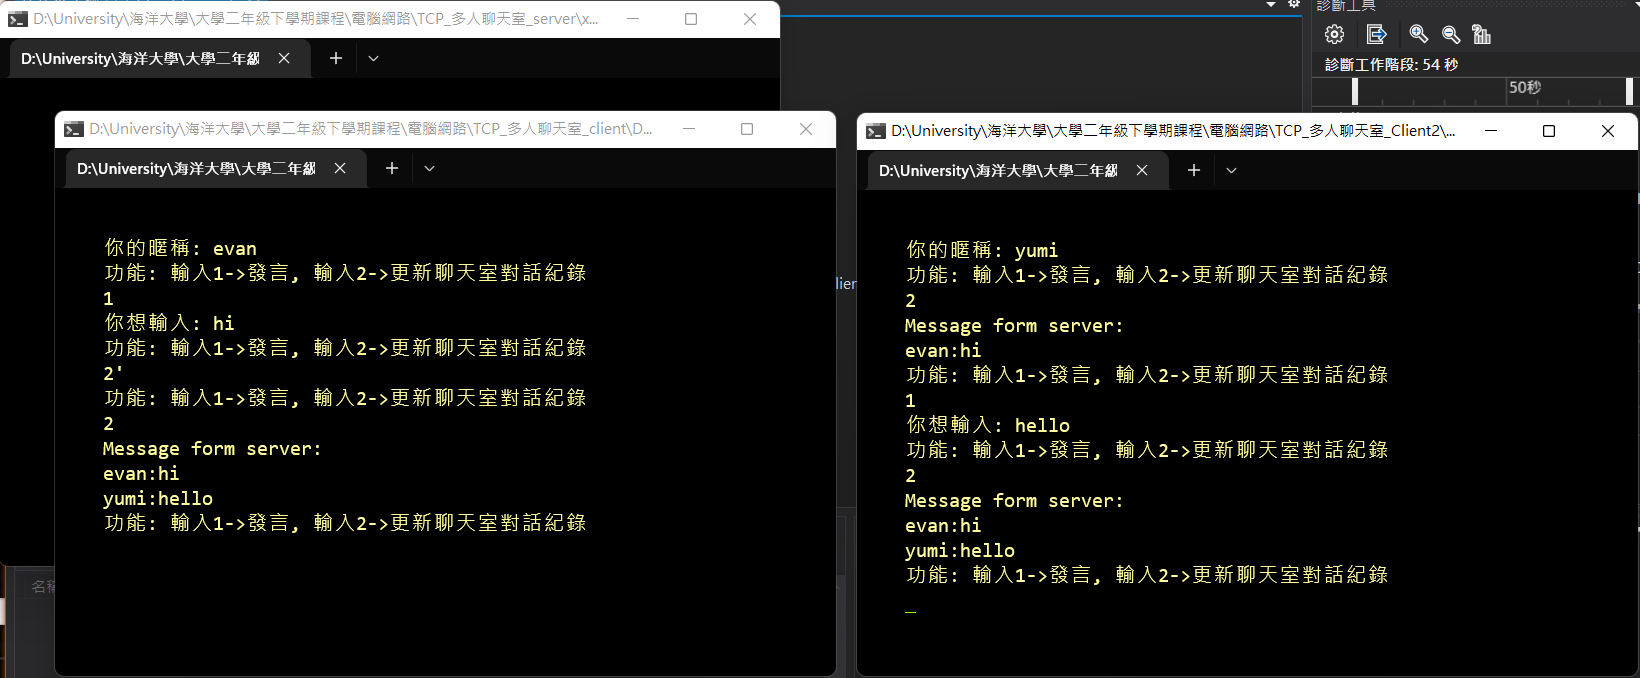 D:\University\海洋大學\大學二年級下學期課程\電腦網路\TCP_多人聊天室_server\x...
D:\University\海洋大學\大學二年級
診斷工具
診斷工作階段: 54 秒
50秒
D:\University\海洋大學\大學二年級下學期課程\電腦網路\TCP_多人聊天室_client\D...
D:\University\海洋大學\大學二年級
你的暱稱: evan
功能: 輸入1->發言, 輸入2->更新聊天室對話紀錄
1
你想輸入: hi
功能: 輸入1->發言, 輸入2->更新聊天室對話紀錄
2'
功能: 輸入1->發言, 輸入2->更新聊天室對話紀錄
2
Message form server:
evan:hi
yumi:hello
功能: 輸入1->發言, 輸入2->更新聊天室對話紀錄
D:\University\海洋大學\大學二年級下學期課程\電腦網路\TCP_多人聊天室_Client2\...
D:\University\海洋大學\大學二年級
你的暱稱: yumi
功能: 輸入1->發言, 輸入2->更新聊天室對話紀錄
2
Message form server:
evan:hi
功能: 輸入1->發言, 輸入2->更新聊天室對話紀錄
1
你想輸入: hello
功能: 輸入1->發言, 輸入2->更新聊天室對話紀錄
2
Message form server:
evan:hi
yumi:hello
功能: 輸入1->發言, 輸入2->更新聊天室對話紀錄
_